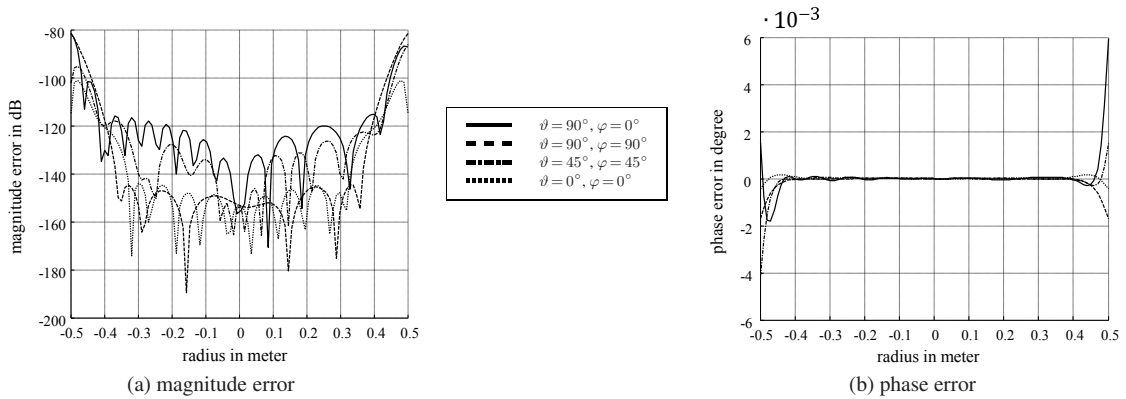 magnitude error in dB
-80
-100
-120
-140
-160
-180
-200
-0.5 -0.4 -0.3 -0.2 -0.1 0 0.1 0.2 0.3 0.4 0.5
radius in meter
(a) magnitude error
ϑ = 90°, φ = 0°
ϑ = 90°, φ = 90°
ϑ = 45°, φ = 45°
ϑ = 0°, φ = 0°
· 10⁻³
phase error in degree
6
4
2
0
-2
-4
-6
-0.5 -0.4 -0.3 -0.2 -0.1 0 0.1 0.2 0.3 0.4 0.5
radius in meter
(b) phase error